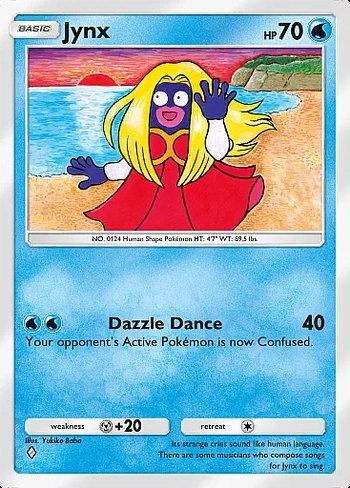 BASIC Jynx HP 70
NO. 0124 Human Shape Pokémon HT: 4'7" WT: 89.5 lbs.
Dazzle Dance 40
Your opponent's Active Pokémon is now Confused.
weakness +20 retreat
Illus. Yukiko Baba
Its strange cries sound like human language.
There are some musicians who compose songs
for Jynx to sing.